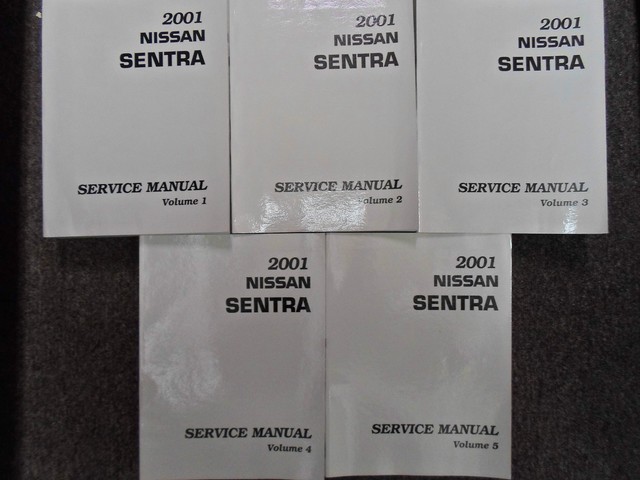 2001
NISSAN
SENTRA
SERVICE MANUAL
Volume 1
2001
NISSAN
SENTRA
SERVICE MANUAL
Volume 2
2001
NISSAN
SENTRA
SERVICE MANUAL
Volume 3
2001
NISSAN
SENTRA
SERVICE MANUAL
Volume 4
2001
NISSAN
SENTRA
SERVICE MANUAL
Volume 5